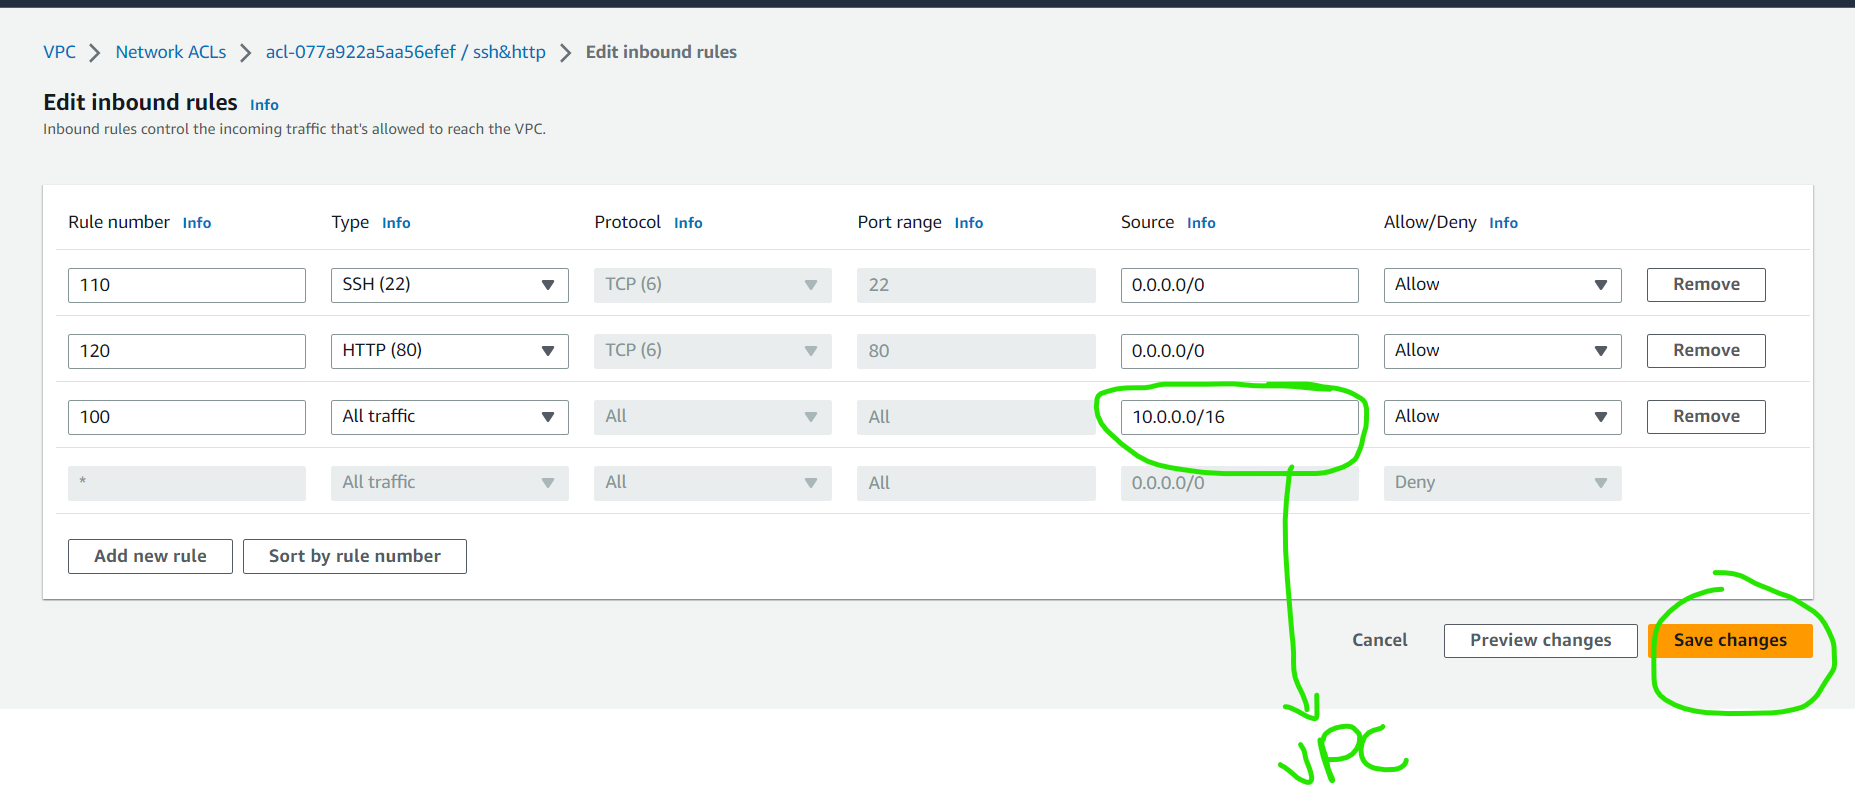 VPC > Network ACLs > acl-077a922a5aa56efef / ssh&http > Edit inbound rules
Edit inbound rules Info
Inbound rules control the incoming traffic that's allowed to reach the VPC.
Rule number Info Type Info Protocol Info Port range Info Source Info Allow/Deny Info
110 SSH (22) TCP (6) 22 0.0.0.0/0 Allow Remove
120 HTTP (80) TCP (6) 80 0.0.0.0/0 Allow Remove
100 All traffic All All 10.0.0.0/16 Allow Remove
* All traffic All All 0.0.0.0/0 Deny
Add new rule Sort by rule number
Cancel Preview changes Save changes
VPC